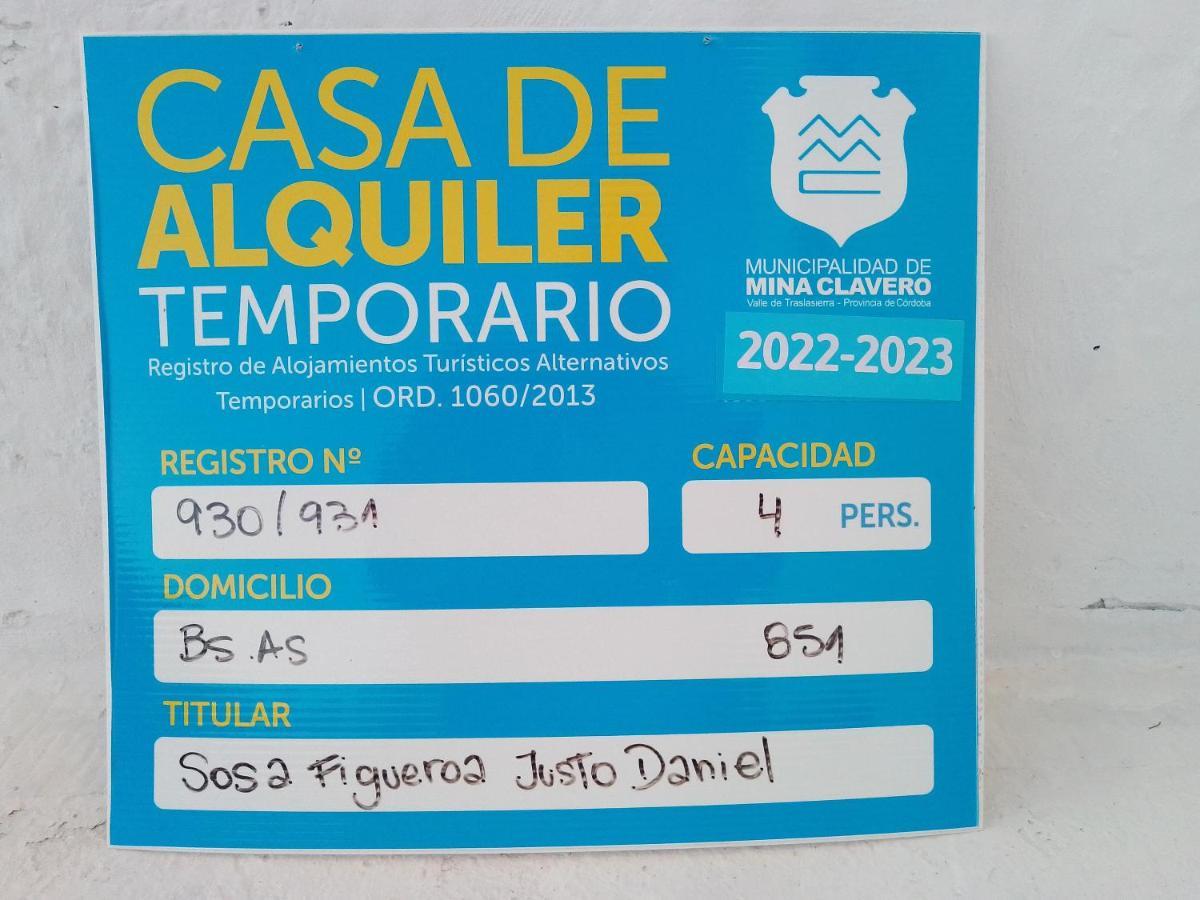 CASA DE
ALQUILER
TEMPORARIO
Registro de Alojamientos Turísticos Alternativos
Temporarios | ORD. 1060/2013
MUNICIPALIDAD DE
MINA CLAVERO
Valle de Traslasierra - Provincia de Córdoba
2022-2023
REGISTRO Nº
930/931
CAPACIDAD
4 PERS.
DOMICILIO
Bs.As 851
TITULAR
Sosa Figueroa Justo Daniel